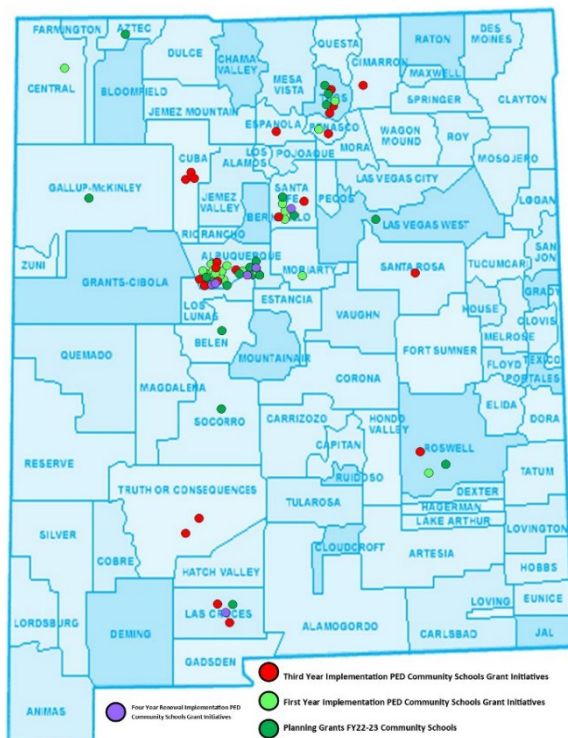 FARMINGTON
AZTEC
DULCE
CHAMA
VALLEY
QUESTA
CIMARRON
RATON
DES
MOINES
CENTRAL
BLOOMFIELD
MESA
VISTA
MAXWELL
JEMEZ MOUNTAIN
SPRINGER
CLAYTON
ESPANOLA
PENASCO
WAGON
MOUND
ROY
CUBA
LOS
ALAMOS
POJOAQUE
MORA
MOSQJERO
GALLUP-McKINLEY
JEMEZ
VALLEY
SANTA
FE
PECOS
LAS VEGAS CITY
BERNALILLO
LAS VEGAS WEST
LOGAN
RIC RANCHO
ZUNI
ALBUQUERQUE
MORIARTY
SANTA ROSA
TUCUMCAR
SAN
JON
GRANTS-CIBOLA
LOS
LUNAS
ESTANCIA
VAUGHN
HOUSE
GRADY
BELEN
CLOVIS
QUEMADO
MOUNTAINAIR
FORT SUMNER
MELROSE
MAGDALENA
CORONA
FLOYD
TEXICO
PORTALES
SOCORRO
CARRIZOZO
HONDO
VALLEY
ELIDA
DORA
RESERVE
CAPITAN
ROSWELL
TRUTH OR CONSEQUENCES
RUIDOSO
DEXTER
TATUM
TULAROSA
HAGERMAN
LAKE ARTHUR
LOVINGTON
SILVER
COBRE
CLOUDCROFT
ARTESIA
HATCH VALLEY
HOBBS
LAS CRUCES
LOVING
EUNICE
LORDSBURG
DEMING
ALAMOGORDO
CARLSBAD
JAL
GADSDEN
ANIMAS
Third Year Implementation PED Community Schools Grant Initiatives
First Year Implementation PED Community Schools Grant Initiatives
Four Year Renewal Implementation PED
Community Schools Grant Initiatives
Planning Grants FY22-23 Community Schools